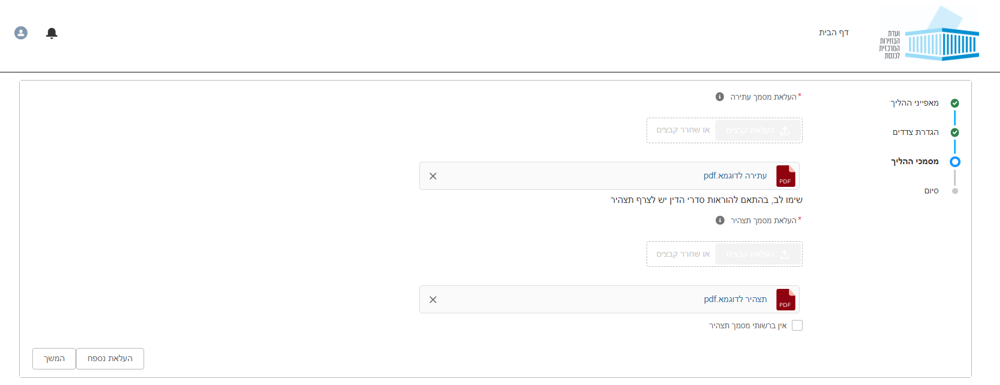 ועדת
הבחירות
המרכזית
לכנסת
דף הבית
מאפייני ההליך
הגדרת צדדים
מסמכי ההליך
סיום
* העלאת מסמך עתירה
העלאת קבצים או שחרר קבצים
PDF עתירה לדוגמא.pdf
שימו לב, בהתאם להוראות סדרי הדין יש לצרף תצהיר
* העלאת מסמך תצהיר
העלאת קבצים או שחרר קבצים
PDF תצהיר לדוגמא.pdf
אין ברשותי מסמך תצהיר
העלאת נספח
המשך